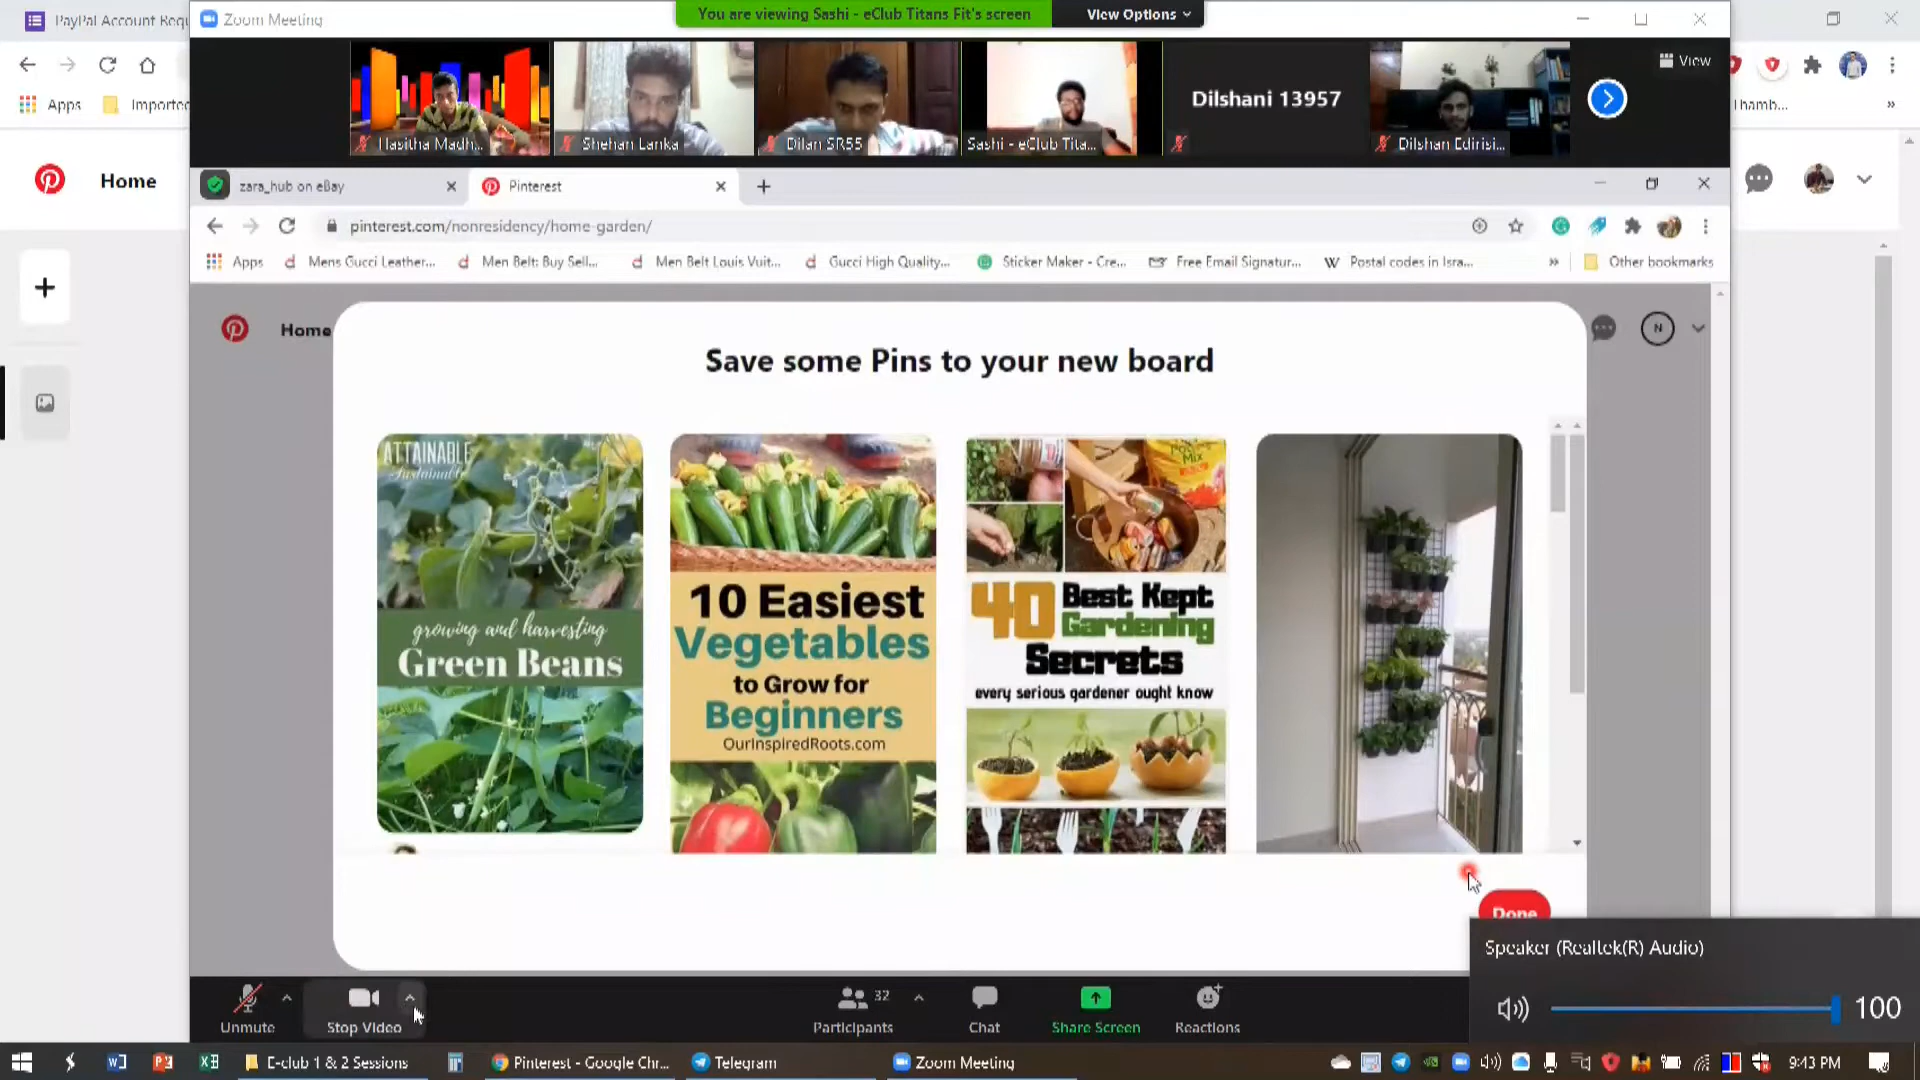 PayPal Account Requ
Zoom Meeting
You are viewing Sashi - eClub Titans Fit's screen
View Options
View
Apps
Imported
Thamb...
»
Hasitha Madh...
Shehan Lanka
Dilan SR55
Sashi - eClub Tita...
Dilshani 13957
Dilshan Edirisi...
Home
zara_hub on eBay
Pinterest
pinterest.com/nonresidency/home-garden/
Apps
Mens Gucci Leather...
Men Belt: Buy Sell...
Men Belt Louis Vuit...
Gucci High Quality...
Sticker Maker - Cre...
Free Email Signatur...
Postal codes in Isra...
»
Other bookmarks
Home
N
Save some Pins to your new board
ATTAINABLE
Sustainable
growing and harvesting
Green Beans
10 Easiest
Vegetables
to Grow for
Beginners
OurInspiredRoots.com
40 Best Kept
Gardening
Secrets
every serious gardener ought know
Done
Speaker (Realtek(R) Audio)
100
Unmute
Stop Video
Participants
32
Chat
Share Screen
Reactions
E-club 1 & 2 Sessions
Pinterest - Google Chr...
Telegram
Zoom Meeting
9:43 PM